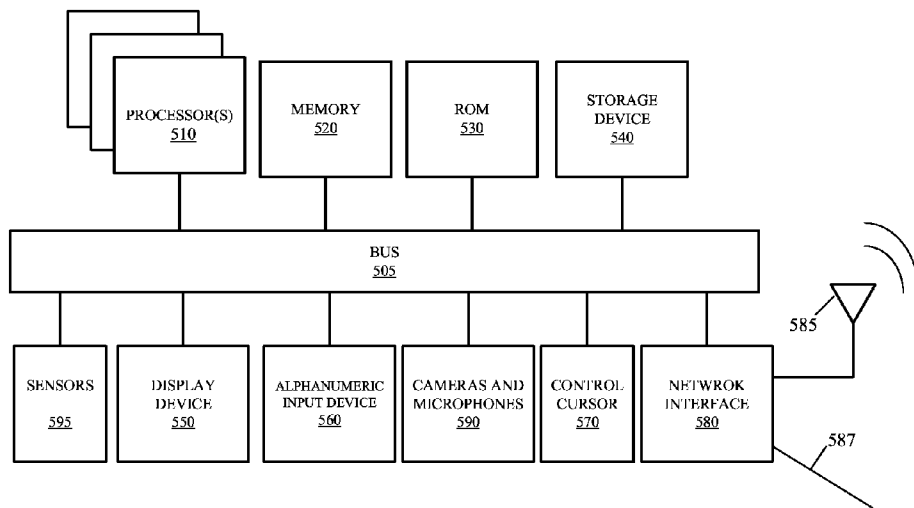 PROCESSOR(S)
510
MEMORY
520
ROM
530
STORAGE
DEVICE
540
BUS
505
585
SENSORS
595
DISPLAY
DEVICE
550
ALPHANUMERIC
INPUT DEVICE
560
CAMERAS AND
MICROPHONES
590
CONTROL
CURSOR
570
NETWROK
INTERFACE
580
587